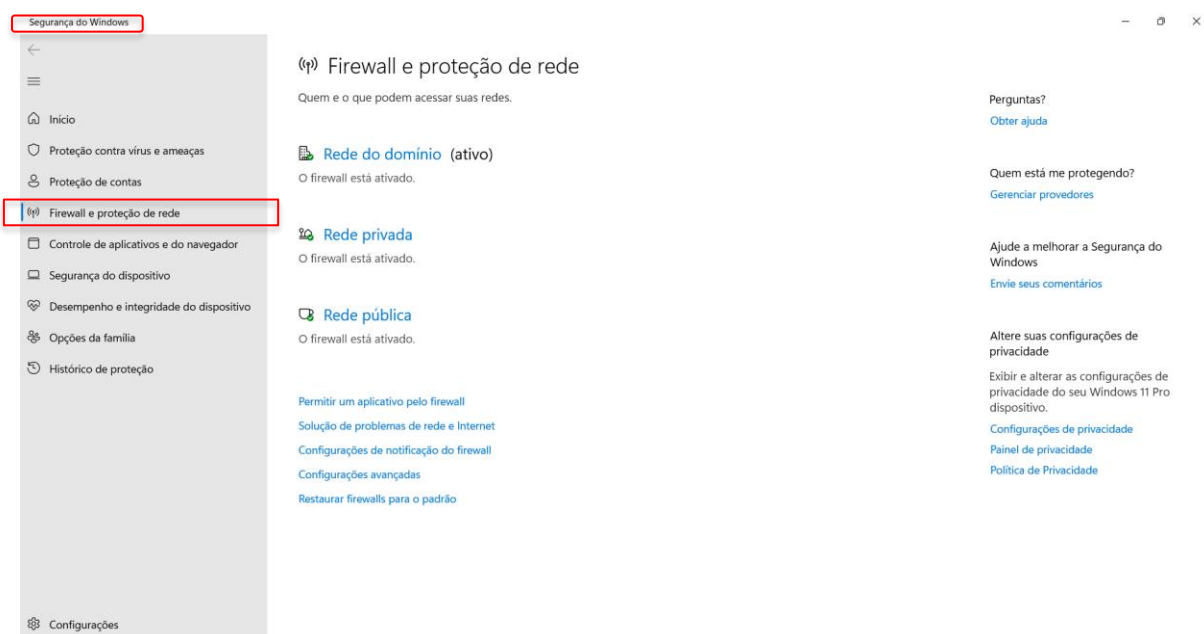 Segurança do Windows
Início
Proteção contra vírus e ameaças
Proteção de contas
Firewall e proteção de rede
Controle de aplicativos e do navegador
Segurança do dispositivo
Desempenho e integridade do dispositivo
Opções da família
Histórico de proteção
Configurações
Firewall e proteção de rede
Quem e o que podem acessar suas redes.
Rede do domínio (ativo)
O firewall está ativado.
Rede privada
O firewall está ativado.
Rede pública
O firewall está ativado.
Permitir um aplicativo pelo firewall
Solução de problemas de rede e Internet
Configurações de notificação do firewall
Configurações avançadas
Restaurar firewalls para o padrão
Perguntas?
Obter ajuda
Quem está me protegendo?
Gerenciar provedores
Ajude a melhorar a Segurança do
Windows
Envie seus comentários
Altere suas configurações de
privacidade
Exibir e alterar as configurações de
privacidade do seu Windows 11 Pro
dispositivo.
Configurações de privacidade
Painel de privacidade
Política de Privacidade